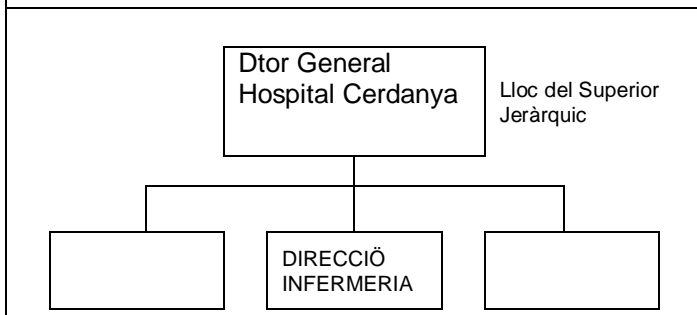 Dtor General
Hospital Cerdanya
Lloc del Superior
Jeràrquic
DIRECCIÖ
INFERMERIA